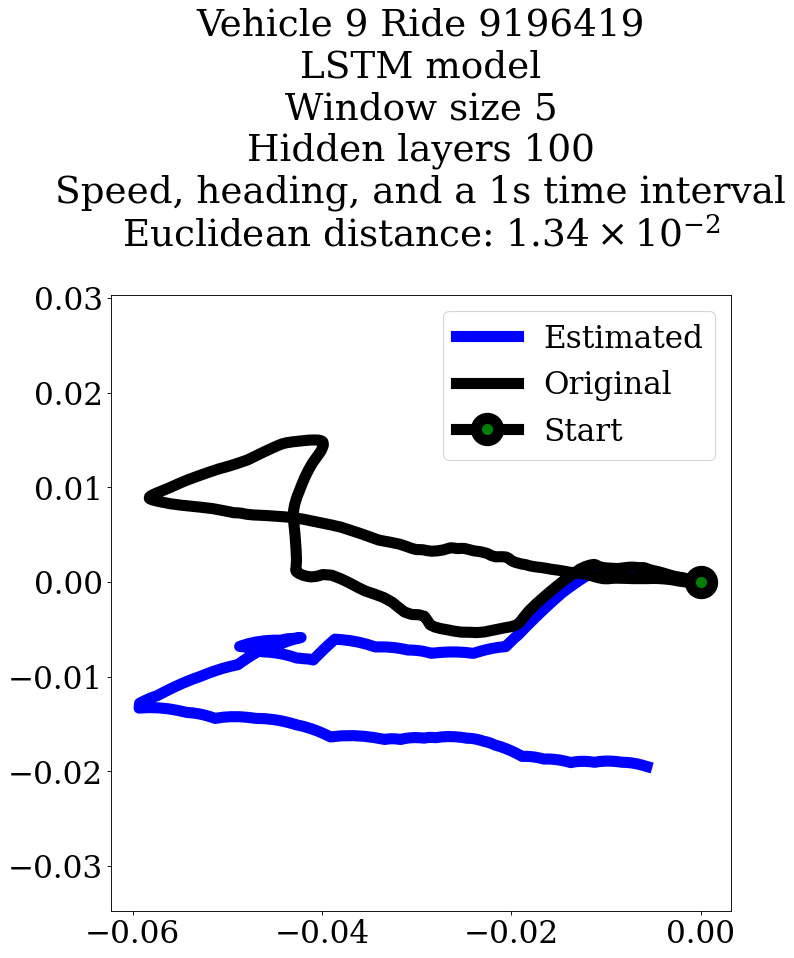 Vehicle 9 Ride 9196419
LSTM model
Window size 5
Hidden layers 100
Speed, heading, and a 1s time interval
Euclidean distance: 1.34 × 10⁻²
Estimated
Original
Start
0.03
0.02
0.01
0.00
−0.01
−0.02
−0.03
−0.06
−0.04
−0.02
0.00